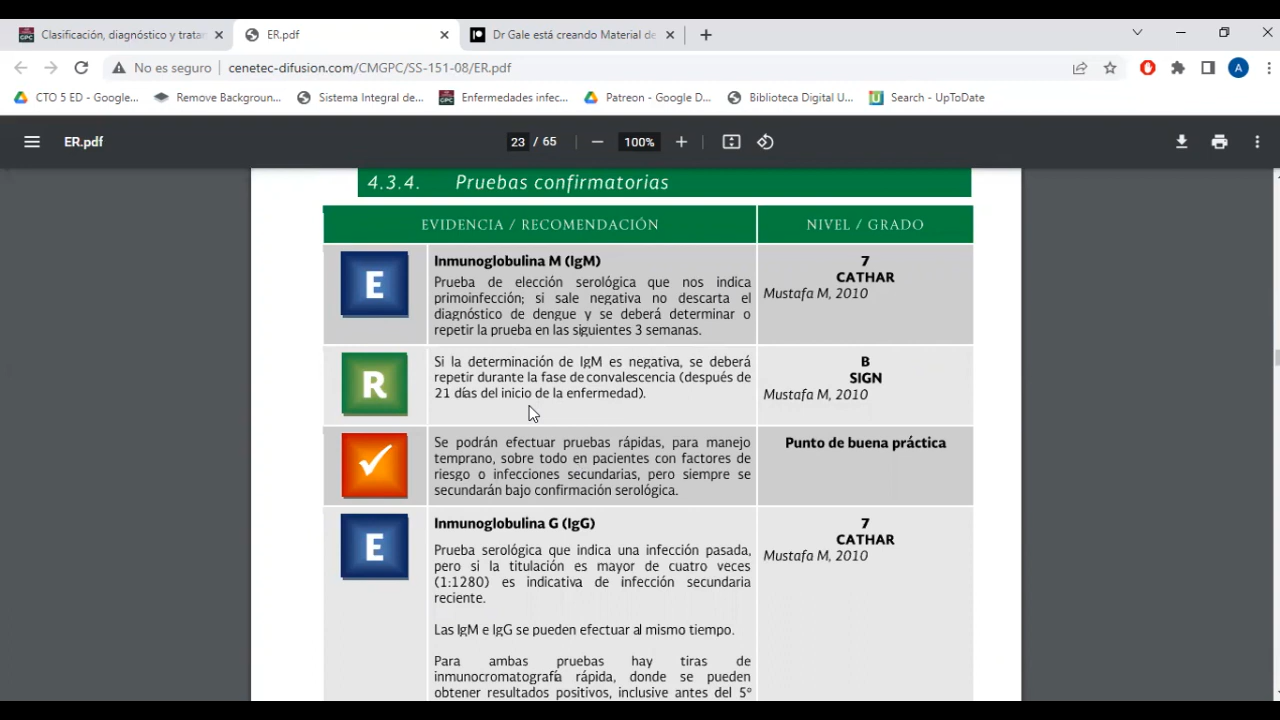 Clasificación, diagnóstico y tratar
ER.pdf
Dr Gale está creando Material de
No es seguro
cenetec-difusion.com/CMGPC/SS-151-08/ER.pdf
A
CTO 5 ED - Google...
Remove Backgroun...
Sistema Integral de...
Enfermedades infec...
Patreon - Google D...
Biblioteca Digital U...
Search - UpToDate
ER.pdf
23 / 65
100%
4.3.4. Pruebas confirmatorias
EVIDENCIA / RECOMENDACIÓN
NIVEL / GRADO
E
Inmunoglobulina M (IgM)
Prueba de elección serológica que nos indica
primoinfección; si sale negativa no descarta el
diagnóstico de dengue y se deberá determinar o
repetir la prueba en las siguientes 3 semanas.
7
CATHAR
Mustafa M, 2010
R
Si la determinación de IgM es negativa, se deberá
repetir durante la fase de convalescencia (después de
21 días del inicio de la enfermedad).
B
SIGN
Mustafa M, 2010
Se podrán efectuar pruebas rápidas, para manejo
temprano, sobre todo en pacientes con factores de
riesgo o infecciones secundarias, pero siempre se
secundarán bajo confirmación serológica.
Punto de buena práctica
E
Inmunoglobulina G (IgG)
Prueba serológica que indica una infección pasada,
pero si la titulación es mayor de cuatro veces
(1:1280) es indicativa de infección secundaria
reciente.
Las IgM e IgG se pueden efectuar al mismo tiempo.
Para ambas pruebas hay tiras de
inmunocromatografía rápida, donde se pueden
obtener resultados positivos, inclusive antes del 5°
7
CATHAR
Mustafa M, 2010